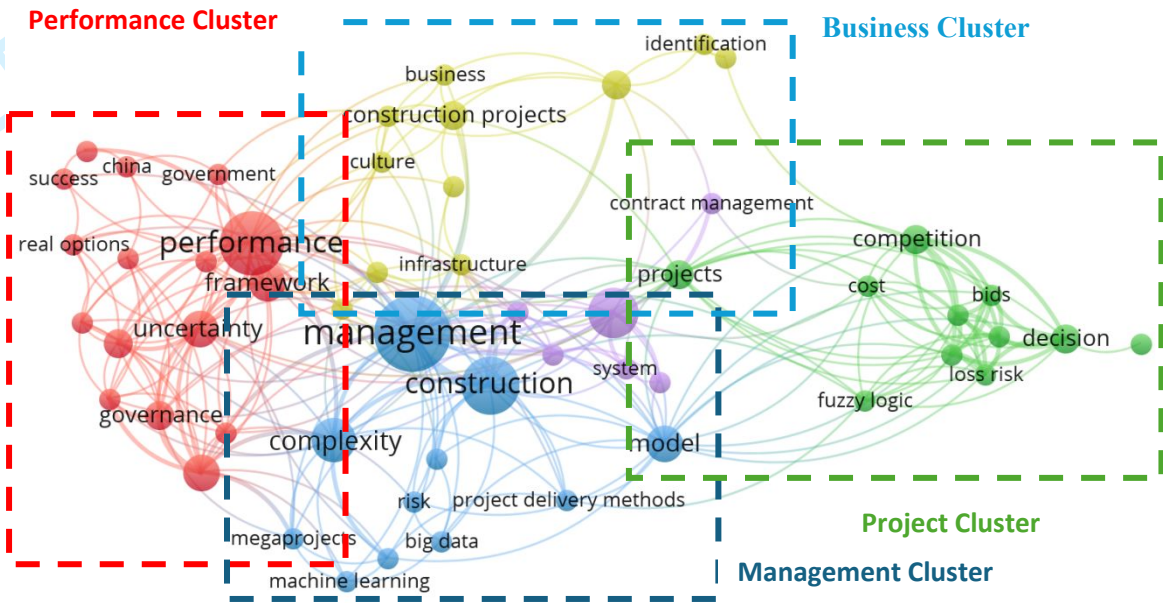 Performance Cluster
Business Cluster
identification
business
construction projects
culture
china
success
government
contract management
real options
performance
competition
infrastructure
projects
framework
cost
bids
uncertainty
management
decision
system
construction
loss risk
fuzzy logic
governance
complexity
model
risk
project delivery methods
Project Cluster
megaprojects
big data
Management Cluster
machine learning